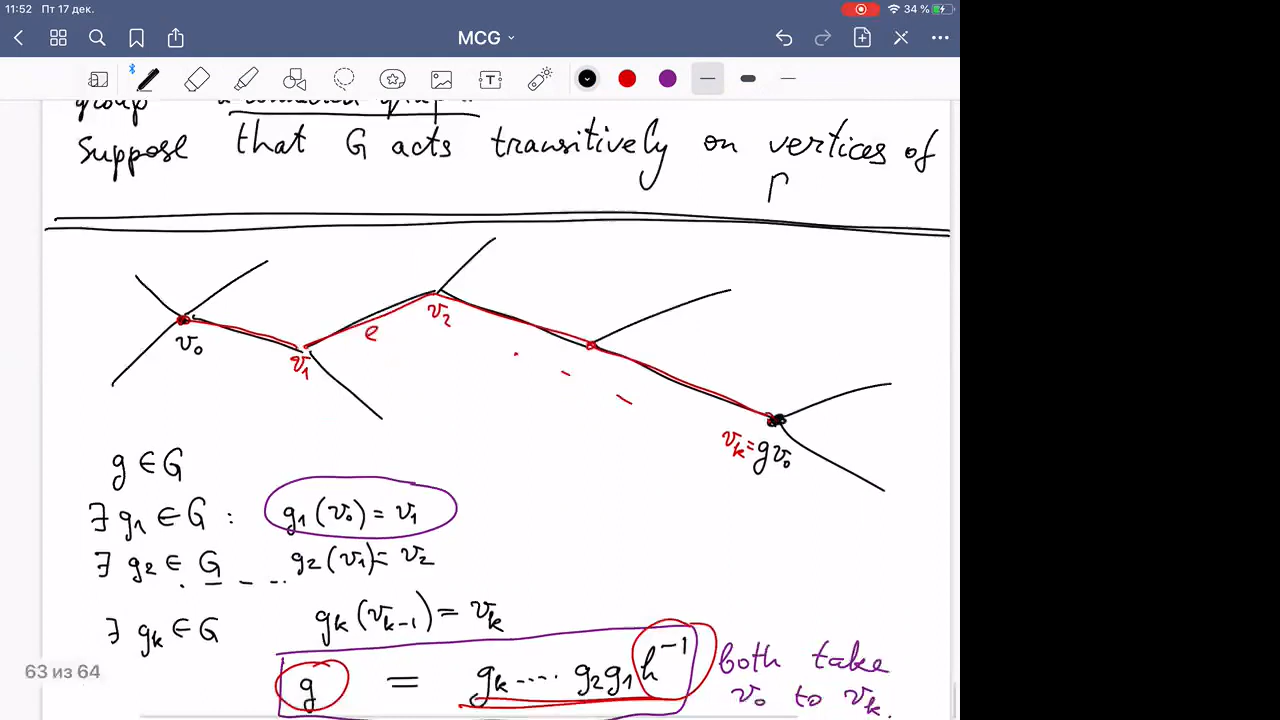 11:52 Пт 17 дек. 34 %
MCG
group
Suppose that G acts transitively on vertices of
Γ
v₀
v₁
e
v₂
vₖ = gv₀
g ∈ G
∃ g₁ ∈ G : g₁(v₀) = v₁
∃ g₂ ∈ G g₂(v₁) = v₂
∃ gₖ ∈ G gₖ(vₖ₋₁) = vₖ
g = gₖ .... g₂g₁h⁻¹ both take
v₀ to vₖ.
63 из 64